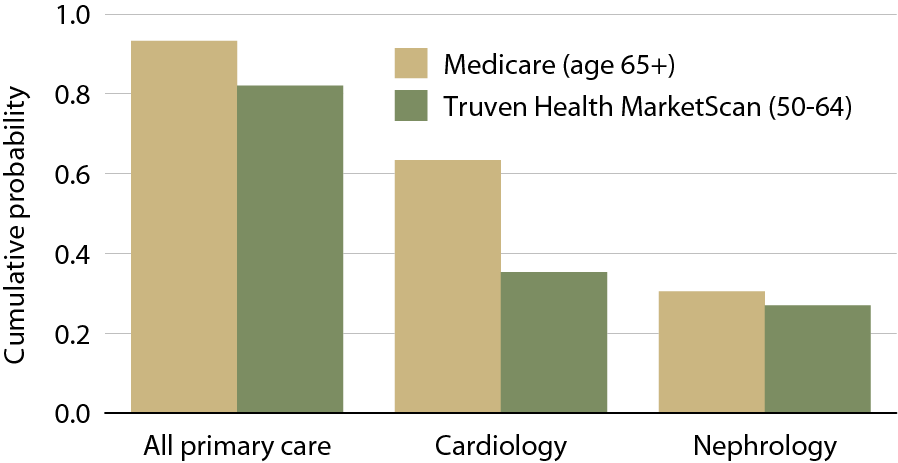 Cumulative probability
1.0
0.8
0.6
0.4
0.2
0.0
Medicare (age 65+)
Truven Health MarketScan (50-64)
All primary care
Cardiology
Nephrology